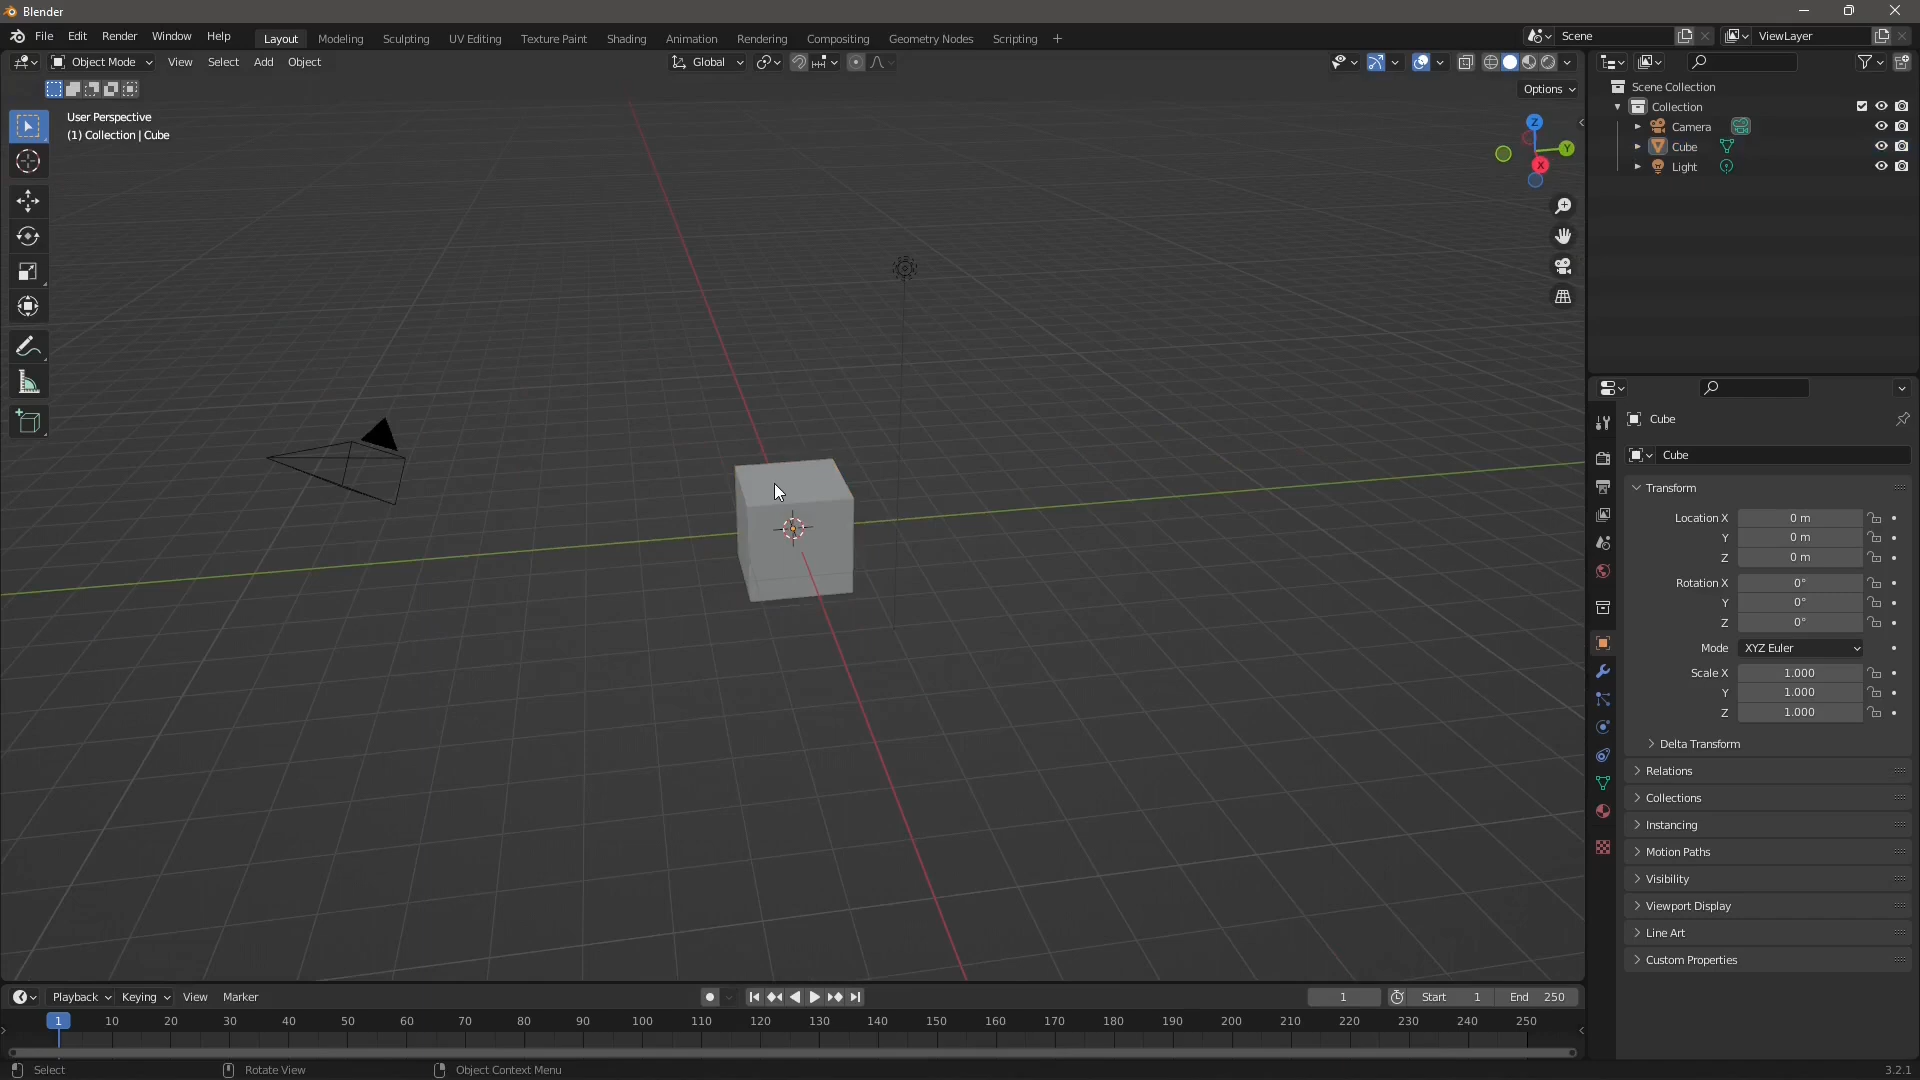 Blender
File Edit Render Window Help Layout Modeling Sculpting UV Editing Texture Paint Shading Animation Rendering Compositing Geometry Nodes Scripting + Scene ViewLayer
Object Mode View Select Add Object Global
Options
User Perspective
(1) Collection | Cube
Z
Y
X
Scene Collection
Collection
Camera
Cube
Light
Cube
Cube
Transform
Location X 0 m
Y 0 m
Z 0 m
Rotation X 0°
Y 0°
Z 0°
Mode XYZ Euler
Scale X 1.000
Y 1.000
Z 1.000
Delta Transform
Relations
Collections
Instancing
Motion Paths
Visibility
Viewport Display
Line Art
Custom Properties
Playback Keying View Marker 1 Start 1 End 250
1 10 20 30 40 50 60 70 80 90 100 110 120 130 140 150 160 170 180 190 200 210 220 230 240 250
Select Rotate View Object Context Menu 3.2.1